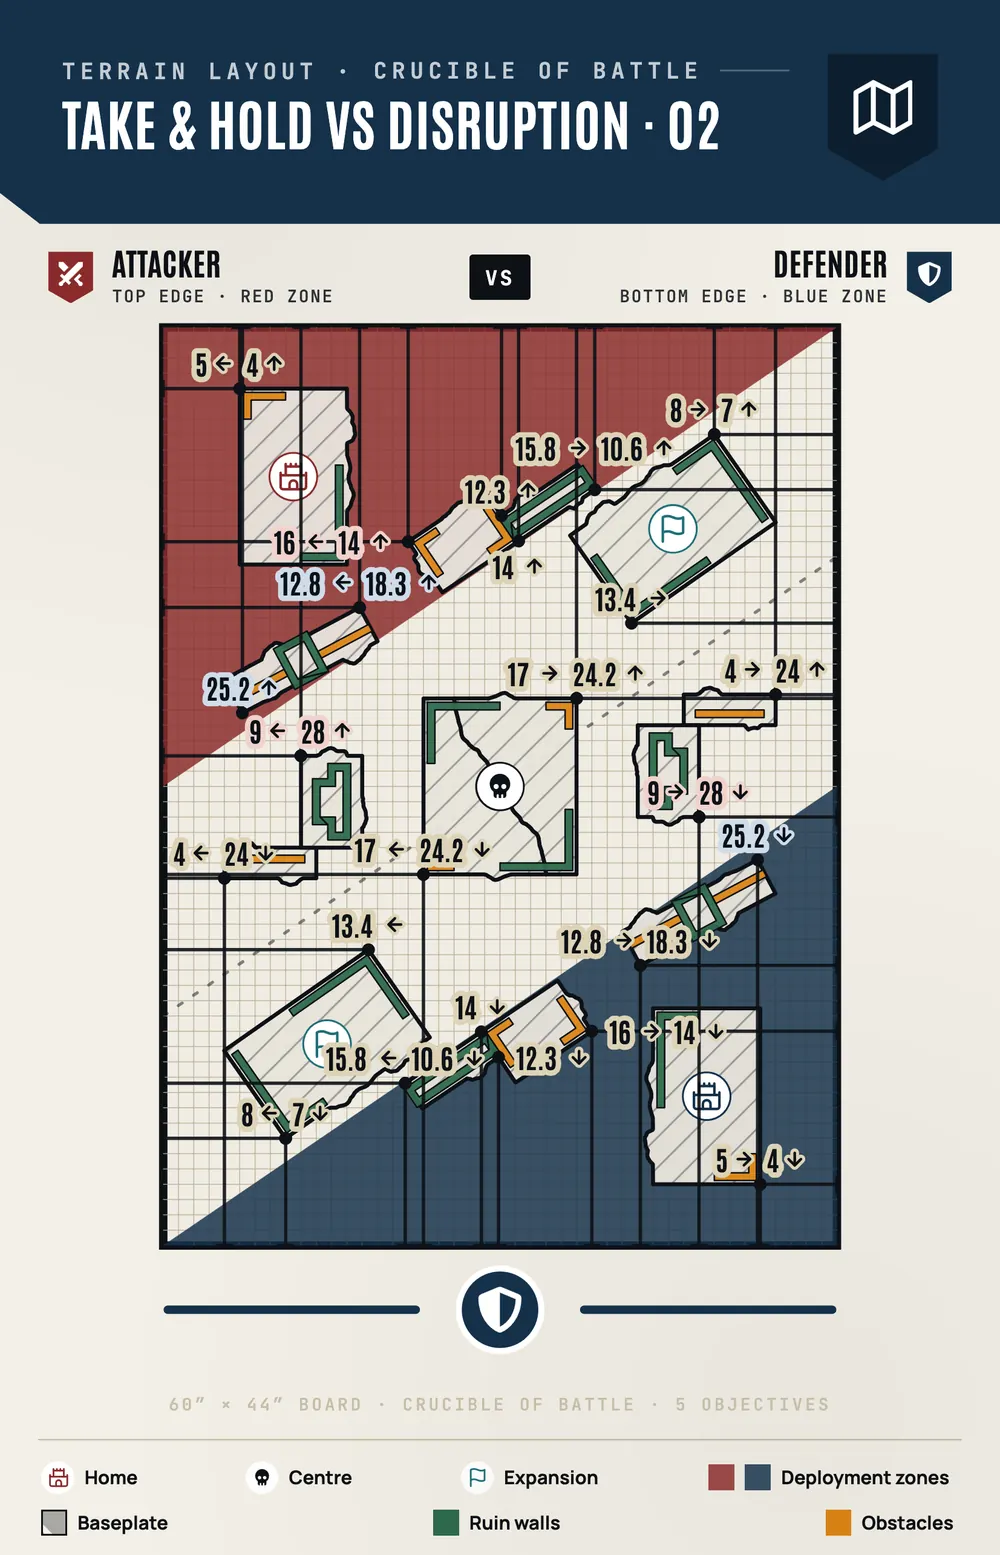 TERRAIN LAYOUT · CRUCIBLE OF BATTLE
TAKE & HOLD VS DISRUPTION · 02
ATTACKER
TOP EDGE · RED ZONE
VS
DEFENDER
BOTTOM EDGE · BLUE ZONE
5 ← 4 ↑
8 → 7 ↑
15.8 → 10.6 ↑
12.3 ↑
16 ← 14 ↑
14 ↑
12.8 ← 18.3 ↑
13.4 →
17 → 24.2 ↑
4 → 24 ↑
25.2 ↑
9 ← 28 ↑
9 → 28 ↓
25.2 ↓
4 ← 24 ↓
17 ← 24.2 ↓
13.4 ←
12.8 → 18.3 ↓
14 ↓
16 → 14 ↓
15.8 ← 10.6 ↓
12.3 ↓
8 ← 7 ↓
5 → 4 ↓
60″ × 44″ BOARD · CRUCIBLE OF BATTLE · 5 OBJECTIVES
Home
Centre
Expansion
Deployment zones
Baseplate
Ruin walls
Obstacles